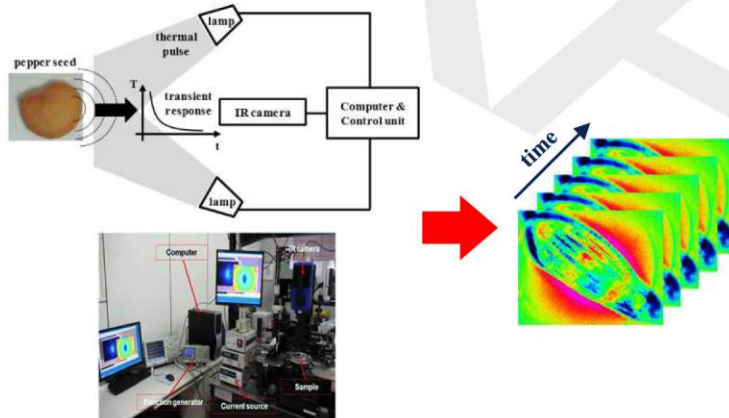 lamp
thermal
pulse
pepper seed
T
transient
response
t
IR camera
Computer &
Control unit
lamp
time
Computer
IR camera
Function generator
Current source
Sample